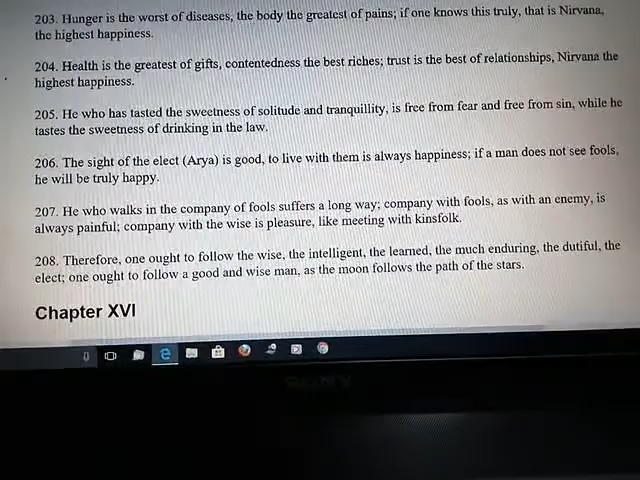 203. Hunger is the worst of diseases, the body the greatest of pains; if one knows this truly, that is Nirvana,
the highest happiness.
204. Health is the greatest of gifts, contentedness the best riches; trust is the best of relationships, Nirvana the
highest happiness.
205. He who has tasted the sweetness of solitude and tranquillity, is free from fear and free from sin, while he
tastes the sweetness of drinking in the law.
206. The sight of the elect (Arya) is good, to live with them is always happiness; if a man does not see fools,
he will be truly happy.
207. He who walks in the company of fools suffers a long way; company with fools, as with an enemy, is
always painful; company with the wise is pleasure, like meeting with kinsfolk.
208. Therefore, one ought to follow the wise, the intelligent, the learned, the much enduring, the dutiful, the
elect; one ought to follow a good and wise man, as the moon follows the path of the stars.
Chapter XVI